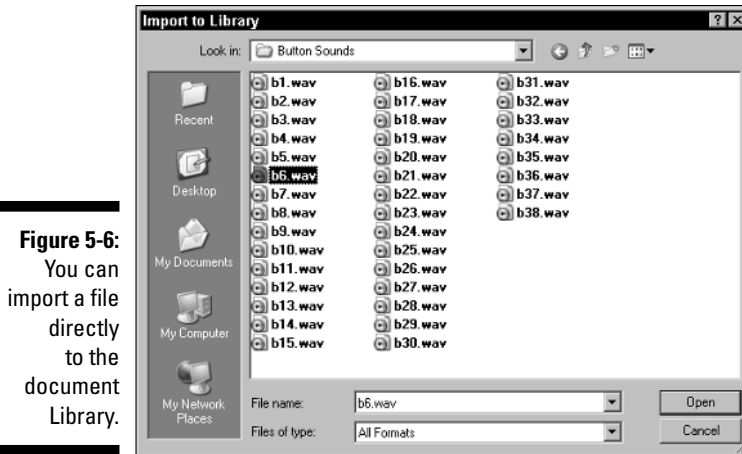 Import to Library
Look in:
Button Sounds
Recent
Desktop
My Documents
My Computer
My Network
Places
b1.wav
b2.wav
b3.wav
b4.wav
b5.wav
b6.wav
b7.wav
b8.wav
b9.wav
b10.wav
b11.wav
b12.wav
b13.wav
b14.wav
b15.wav
b16.wav
b17.wav
b18.wav
b19.wav
b20.wav
b21.wav
b22.wav
b23.wav
b24.wav
b25.wav
b26.wav
b27.wav
b28.wav
b29.wav
b30.wav
b31.wav
b32.wav
b33.wav
b34.wav
b35.wav
b36.wav
b37.wav
b38.wav
File name:
b6.wav
Open
Files of type:
All Formats
Cancel
Figure 5-6:
You can
import a file
directly
to the
document
Library.